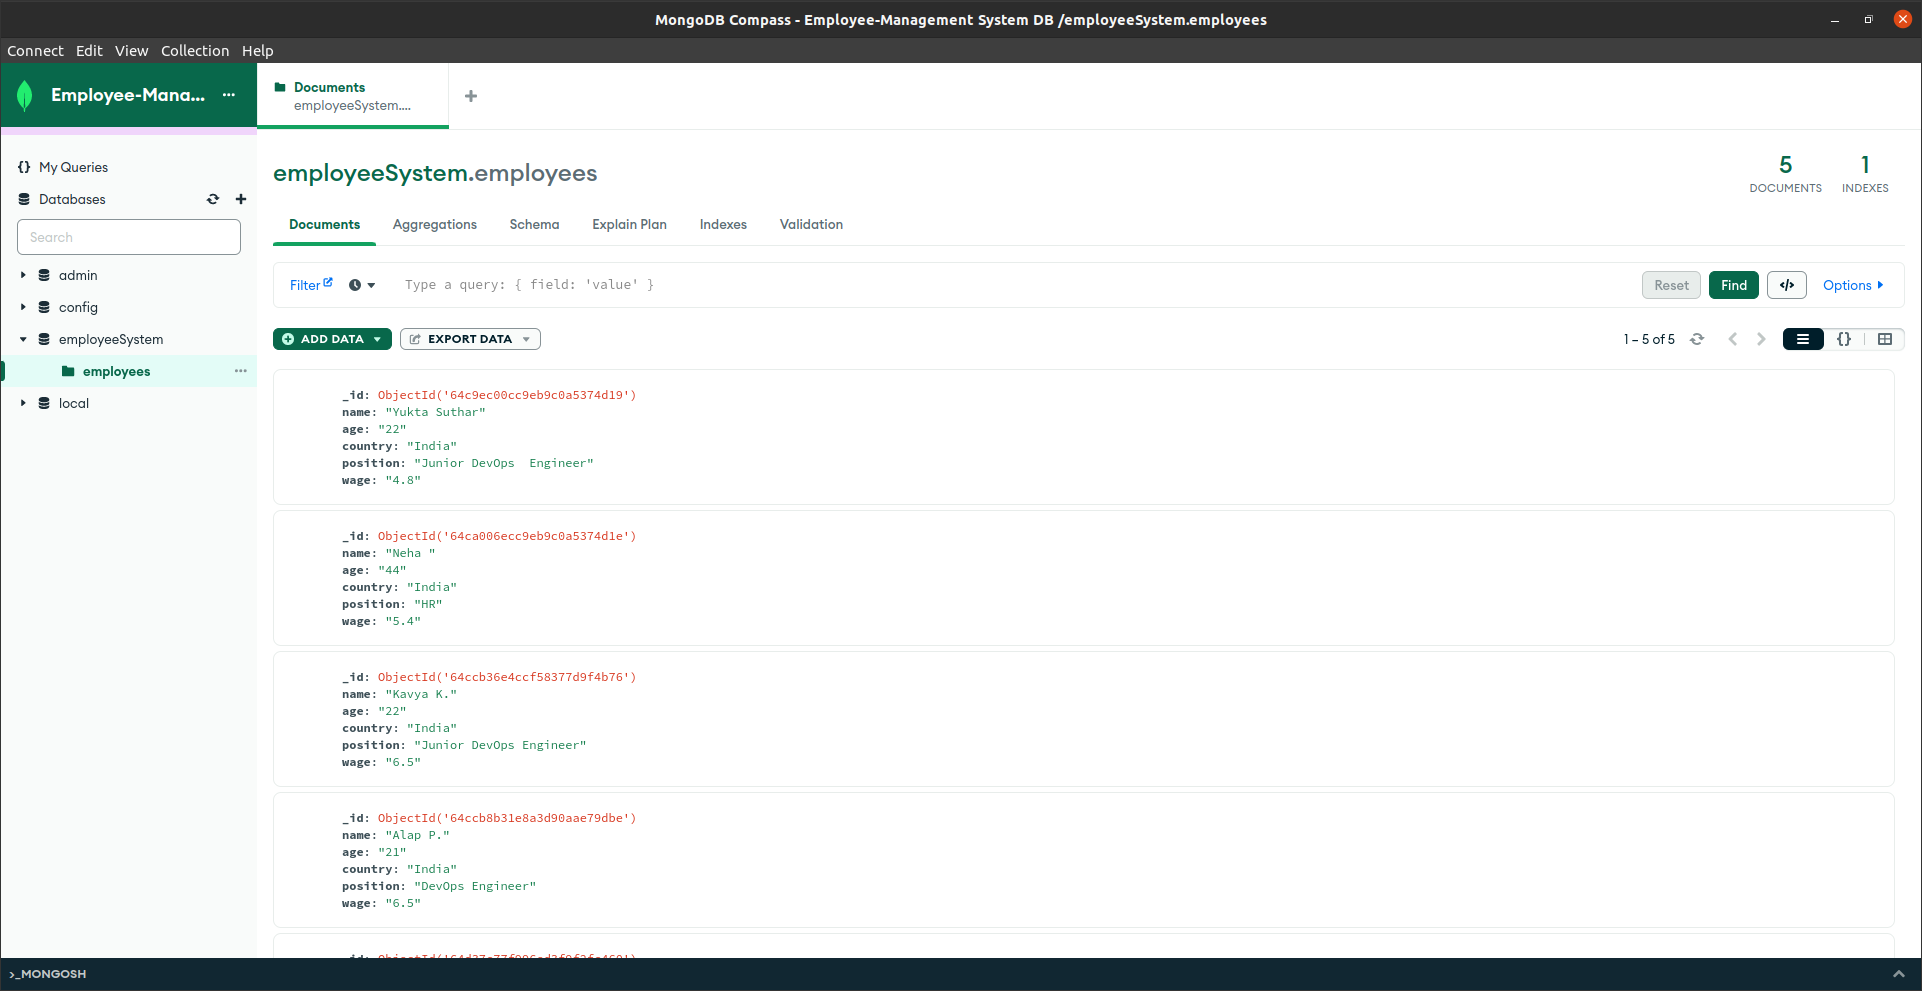 MongoDB Compass - Employee-Management System DB /employeeSystem.employees
Connect Edit View Collection Help
Employee-Mana... ...
Documents
employeeSystem....
+
{} My Queries
Databases
Search
admin
config
employeeSystem
employees ...
local
employeeSystem.employees
5
DOCUMENTS
1
INDEXES
Documents Aggregations Schema Explain Plan Indexes Validation
Filter Type a query: { field: 'value' } Reset Find </> Options
ADD DATA EXPORT DATA 1 – 5 of 5 {}
_id: ObjectId('64c9ec00cc9eb9c0a5374d19')
name: "Yukta Suthar"
age: "22"
country: "India"
position: "Junior DevOps  Engineer"
wage: "4.8"
_id: ObjectId('64ca006ecc9eb9c0a5374d1e')
name: "Neha "
age: "44"
country: "India"
position: "HR"
wage: "5.4"
_id: ObjectId('64ccb36e4ccf58377d9f4b76')
name: "Kavya K."
age: "22"
country: "India"
position: "Junior DevOps Engineer"
wage: "6.5"
_id: ObjectId('64ccb8b31e8a3d90aae79dbe')
name: "Alap P."
age: "21"
country: "India"
position: "DevOps Engineer"
wage: "6.5"
>_MONGOSH